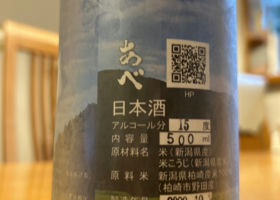 あべ
HP
日本酒
アルコール分 15 度
内容量 500 ml
原材料名 米(新潟県産
米こうじ(新潟県
原料米 新潟県柏崎産米
(柏崎市野田産